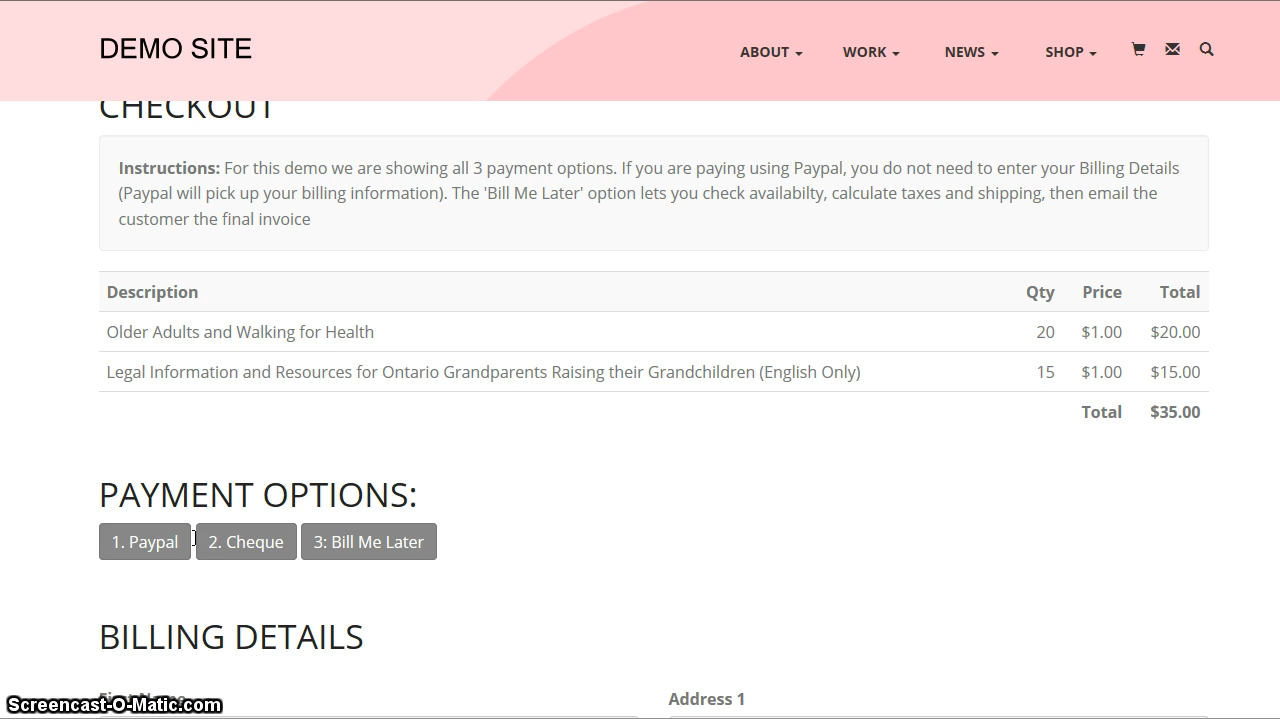 DEMO SITE
ABOUT
WORK
NEWS
SHOP
CHECKOUT
Instructions: For this demo we are showing all 3 payment options. If you are paying using Paypal, you do not need to enter your Billing Details
(Paypal will pick up your billing information). The 'Bill Me Later' option lets you check availabilty, calculate taxes and shipping, then email the
customer the final invoice
Description Qty Price Total
Older Adults and Walking for Health 20 $1.00 $20.00
Legal Information and Resources for Ontario Grandparents Raising their Grandchildren (English Only) 15 $1.00 $15.00
Total $35.00
PAYMENT OPTIONS:
1. Paypal
2. Cheque
3: Bill Me Later
BILLING DETAILS
First Name
Address 1
Screencast-O-Matic.com